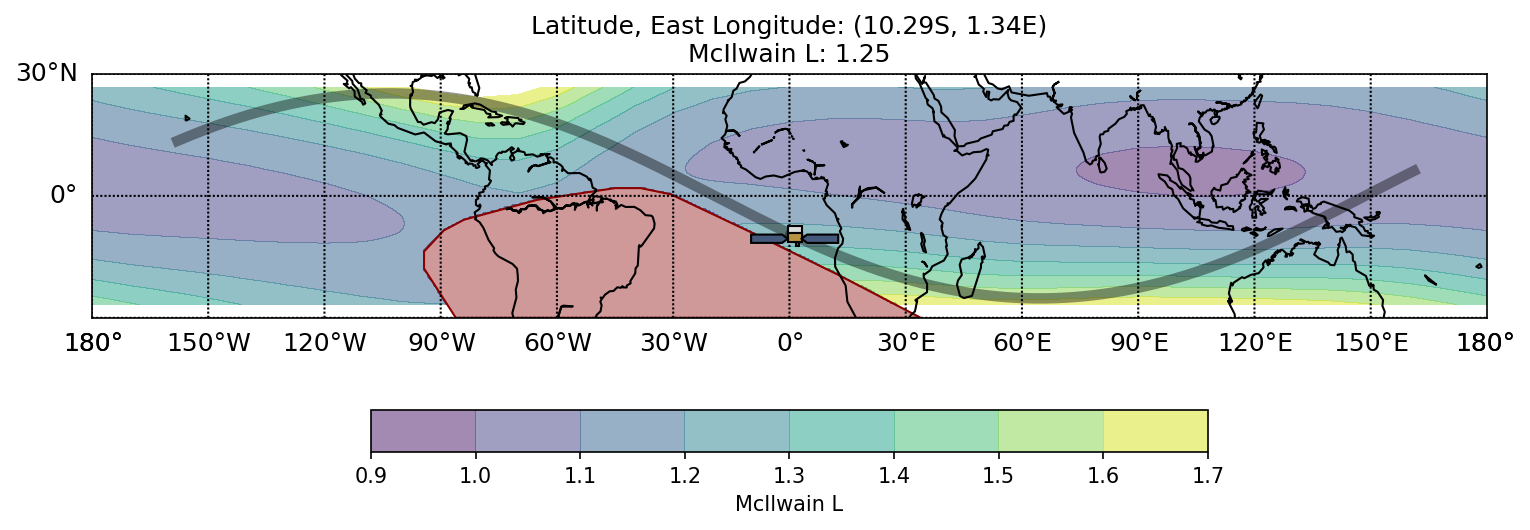 Latitude, East Longitude: (10.29S, 1.34E)
McIlwain L: 1.25
30°N
0°
180° 150°W 120°W 90°W 60°W 30°W 0° 30°E 60°E 90°E 120°E 150°E 180°
0.9 1.0 1.1 1.2 1.3 1.4 1.5 1.6 1.7
McIlwain L